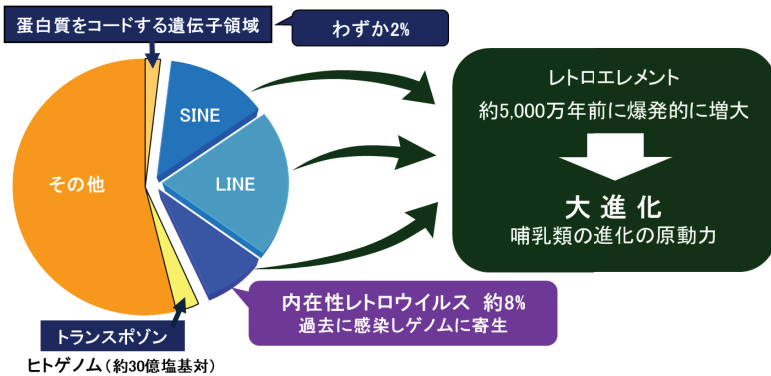 蛋白質をコードする遺伝子領域
わずか2%
SINE
LINE
その他
内在性レトロウイルス 約8%
過去に感染しゲノムに寄生
トランスポゾン
ヒトゲノム（約30億塩基対）
レトロエレメント
約5,000万年前に爆発的に増大
大進化
哺乳類の進化の原動力